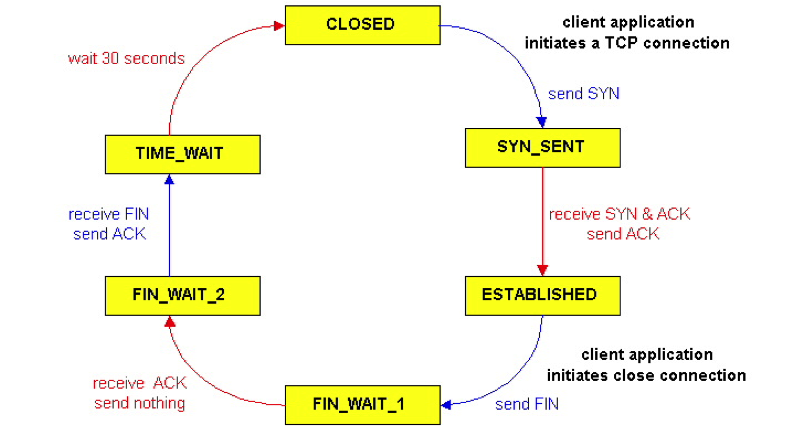 CLOSED
client application
initiates a TCP connection
wait 30 seconds
send SYN
TIME_WAIT
SYN_SENT
receive FIN
send ACK
receive SYN & ACK
send ACK
FIN_WAIT_2
ESTABLISHED
client application
initiates close connection
receive ACK
send nothing
FIN_WAIT_1
send FIN